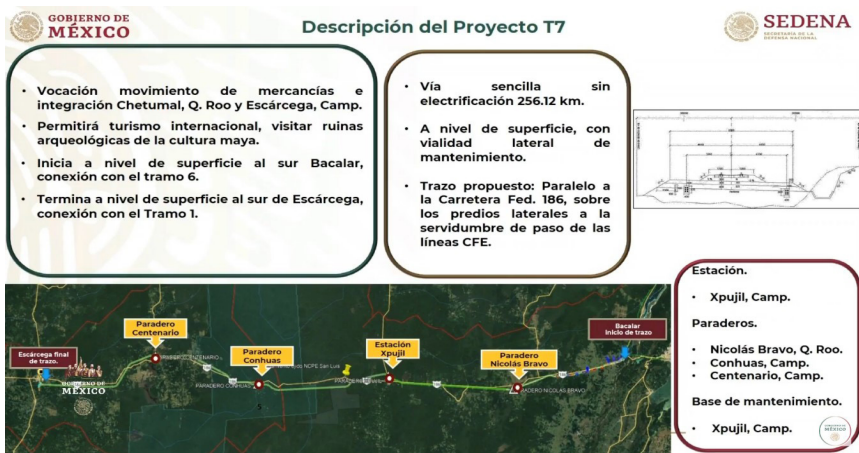 GOBIERNO DE
MÉXICO
Descripción del Proyecto T7
SEDENA
SECRETARÍA DE LA
DEFENSA NACIONAL
• Vocación movimiento de mercancías e
integración Chetumal, Q. Roo y Escárcega, Camp.
• Permitirá turismo internacional, visitar ruinas
arqueológicas de la cultura maya.
• Inicia a nivel de superficie al sur Bacalar,
conexión con el tramo 6.
• Termina a nivel de superficie al sur de Escárcega,
conexión con el Tramo 1.
• Vía sencilla sin
electrificación 256.12 km.
• A nivel de superficie, con
vialidad lateral de
mantenimiento.
• Trazo propuesto: Paralelo a
la Carretera Fed. 186, sobre
los predios laterales a la
servidumbre de paso de las
líneas CFE.
Escárcega final
de trazo.
Paradero
Centenario
Paradero
Conhuas
Estación
Xpujil
Paradero
Nicolás Bravo
Bacalar
inicio de trazo
PARADERO CONHUAS
NCPE San Luis
GOBIERNO DE
MÉXICO
Estación.
• Xpujil, Camp.
Paraderos.
• Nicolás Bravo, Q. Roo.
• Conhuas, Camp.
• Centenario, Camp.
Base de mantenimiento.
• Xpujil, Camp.